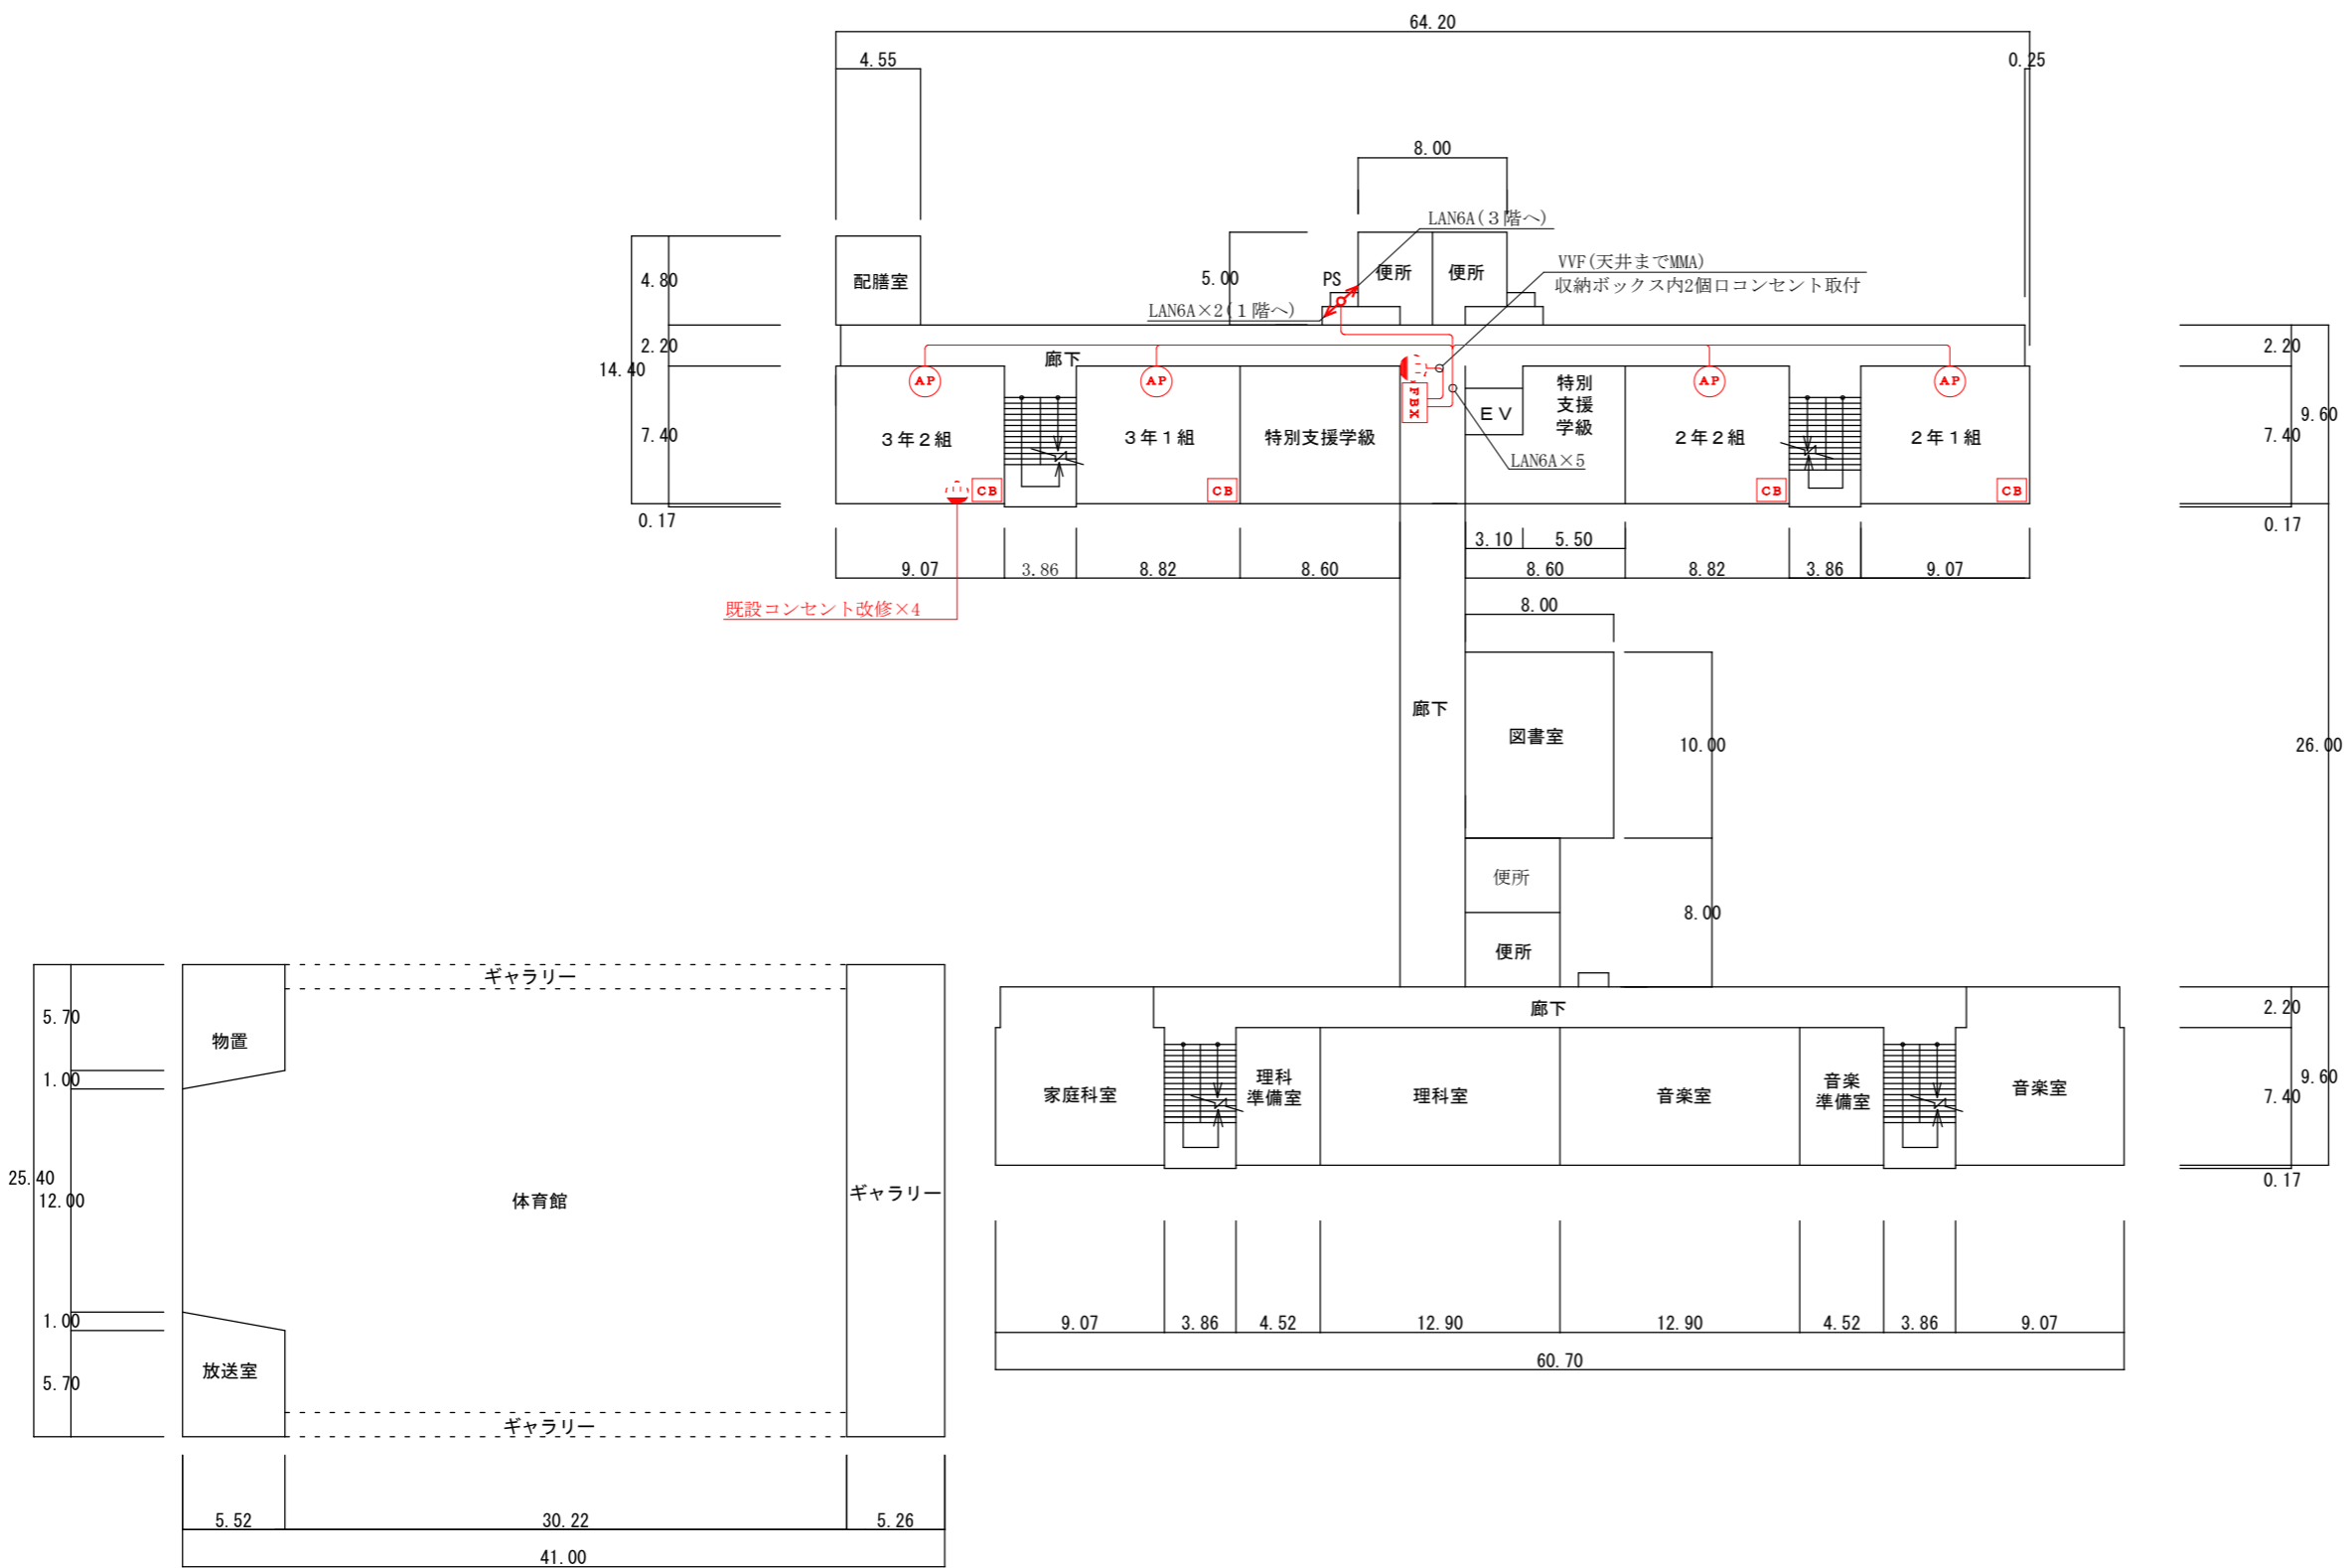 64.20
4.55
0.25
8.00
LAN6A(3階へ)
VVF(天井までMMA)
収納ボックス内2個口コンセント取付
4.80
配膳室
5.00
PS
便所
便所
LAN6A×2(1階へ)
2.20
14.40
廊下
2.20
7.40
AP
AP
AP
AP
FBX
EV
特別
支援
学級
3年2組
3年1組
特別支援学級
2年2組
2年1組
9.60
7.40
LAN6A×5
CB
CB
CB
CB
0.17
0.17
3.10
5.50
9.07
3.86
8.82
8.60
8.60
8.82
3.86
9.07
既設コンセント改修×4
8.00
廊下
図書室
10.00
26.00
便所
8.00
便所
ギャラリー
5.70
物置
1.00
廊下
2.20
家庭科室
理科
準備室
理科室
音楽室
音楽
準備室
音楽室
9.60
7.40
25.40
12.00
体育館
ギャラリー
0.17
1.00
放送室
5.70
ギャラリー
9.07
3.86
4.52
12.90
12.90
4.52
3.86
9.07
60.70
5.52
30.22
5.26
41.00